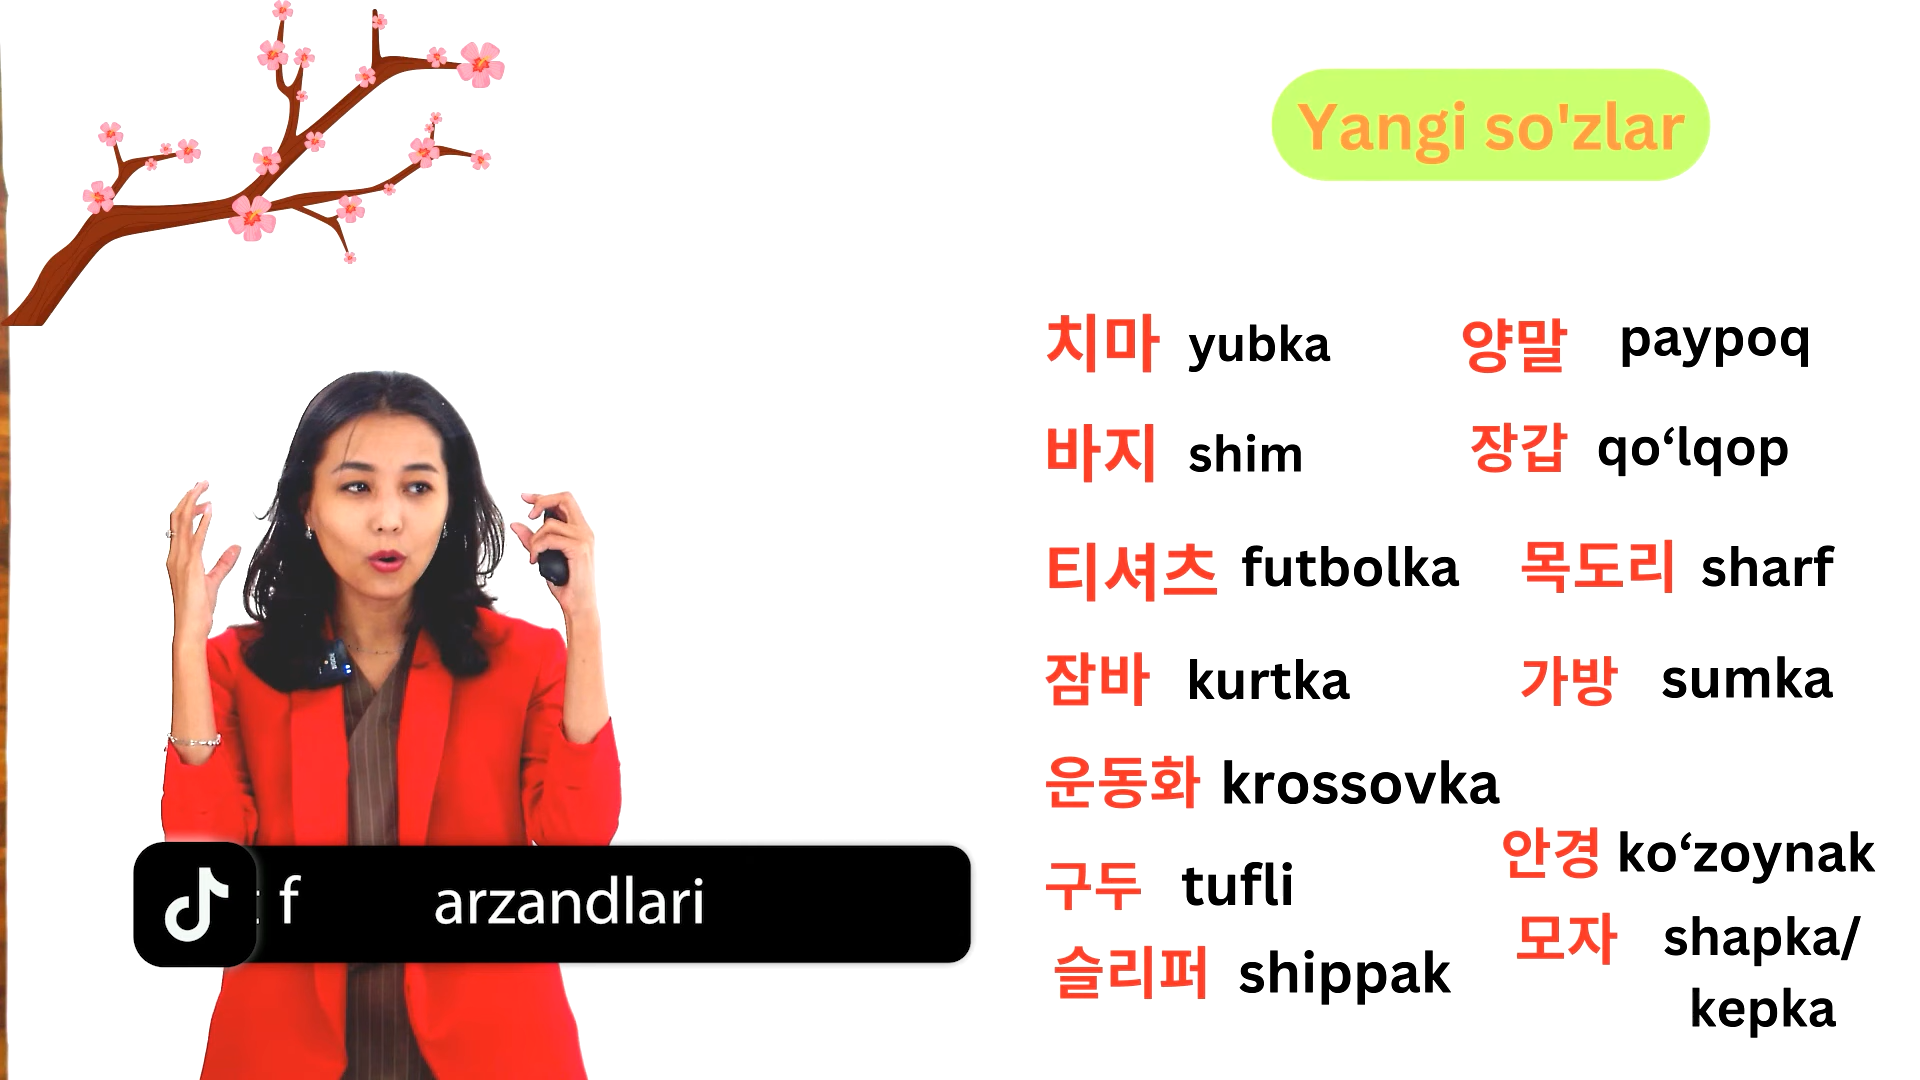 Yangi so'zlar
치마 yubka
바지 shim
티셔츠 futbolka
잠바 kurtka
운동화 krossovka
구두 tufli
슬리퍼 shippak
양말 paypoq
장갑 qo‘lqop
목도리 sharf
가방 sumka
안경 ko‘zoynak
모자 shapka/
kepka
f arzandlari